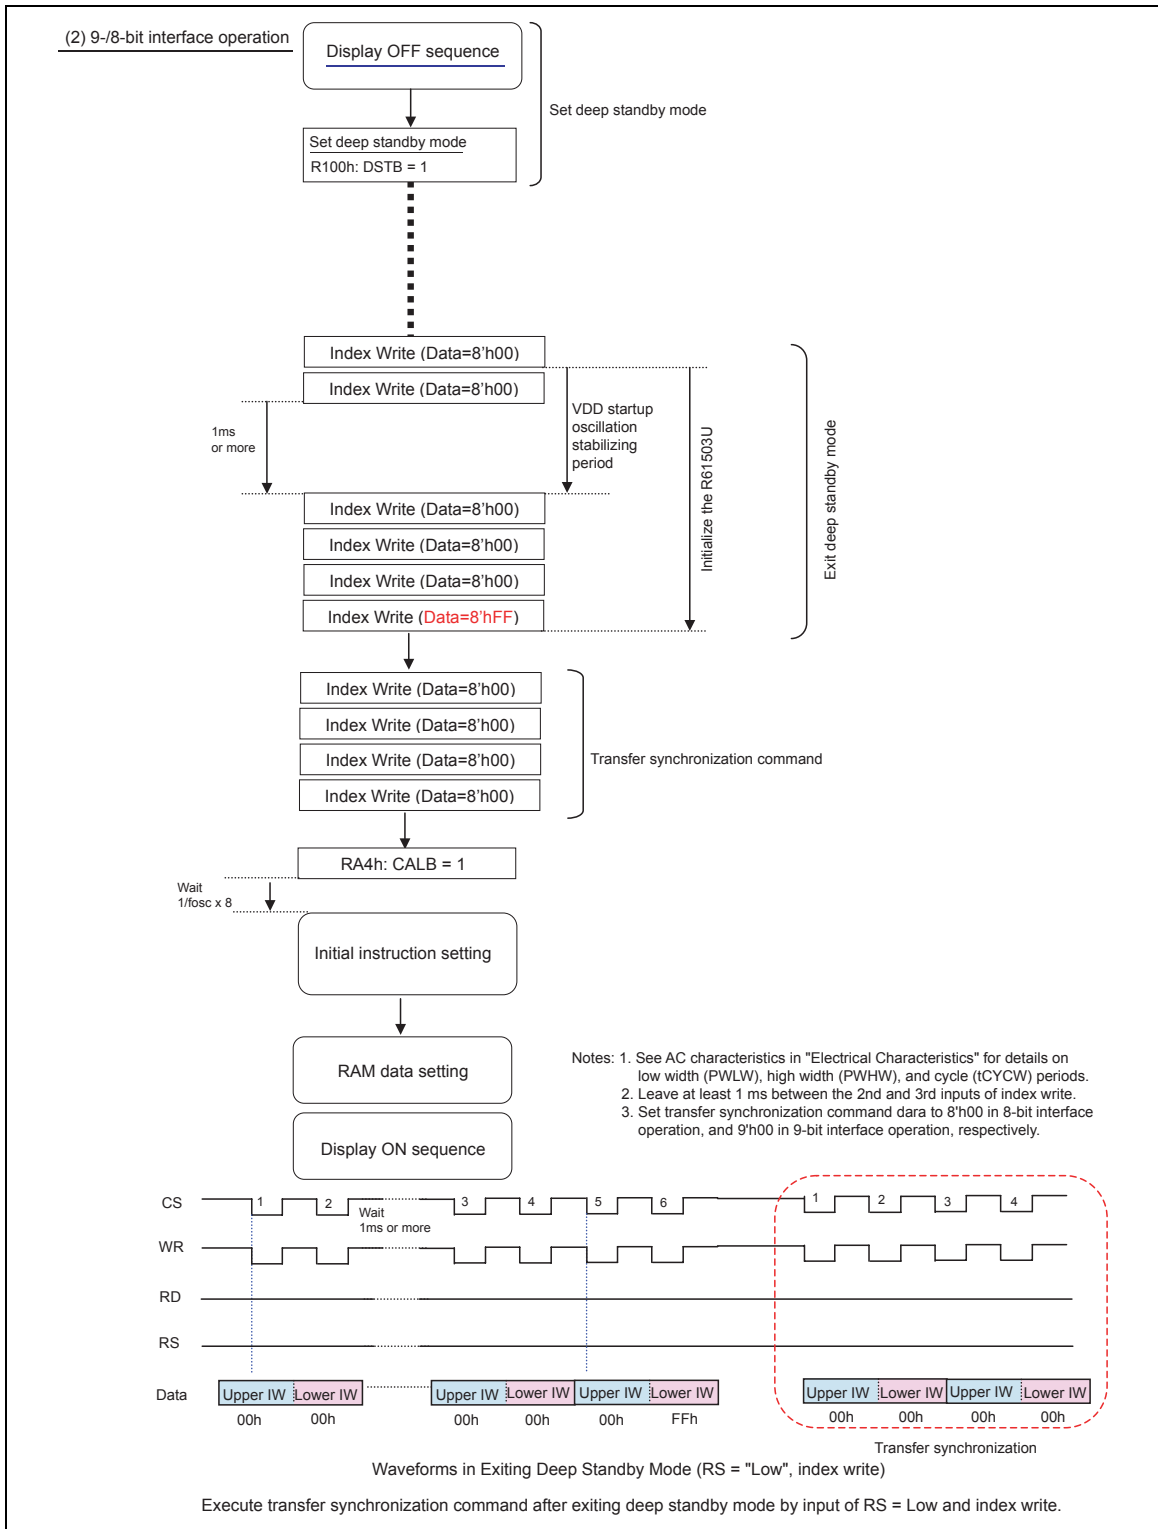 (2) 9-/8-bit interface operation
Display OFF sequence
Set deep standby mode
Set deep standby mode
R100h: DSTB = 1
Index Write (Data=8'h00)
Index Write (Data=8'h00)
1ms
or more
VDD startup
oscillation
stabilizing
period
Initialize the R61503U
Exit deep standby mode
Index Write (Data=8'h00)
Index Write (Data=8'h00)
Index Write (Data=8'h00)
Index Write (Data=8'hFF)
Index Write (Data=8'h00)
Index Write (Data=8'h00)
Index Write (Data=8'h00)
Index Write (Data=8'h00)
Transfer synchronization command
RA4h: CALB = 1
Wait
1/fosc x 8
Initial instruction setting
RAM data setting
Display ON sequence
Notes: 1. See AC characteristics in "Electrical Characteristics" for details on
low width (PWLW), high width (PWHW), and cycle (tCYCW) periods.
2. Leave at least 1 ms between the 2nd and 3rd inputs of index write.
3. Set transfer synchronization command dara to 8'h00 in 8-bit interface
operation, and 9'h00 in 9-bit interface operation, respectively.
CS 1 2 3 4 5 6 1 2 3 4
Wait
1ms or more
WR
RD
RS
Data Upper IW Lower IW Upper IW Lower IW Upper IW Lower IW Upper IW Lower IW Upper IW Lower IW
00h 00h 00h 00h 00h FFh 00h 00h 00h 00h
Transfer synchronization
Waveforms in Exiting Deep Standby Mode (RS = "Low", index write)
Execute transfer synchronization command after exiting deep standby mode by input of RS = Low and index write.